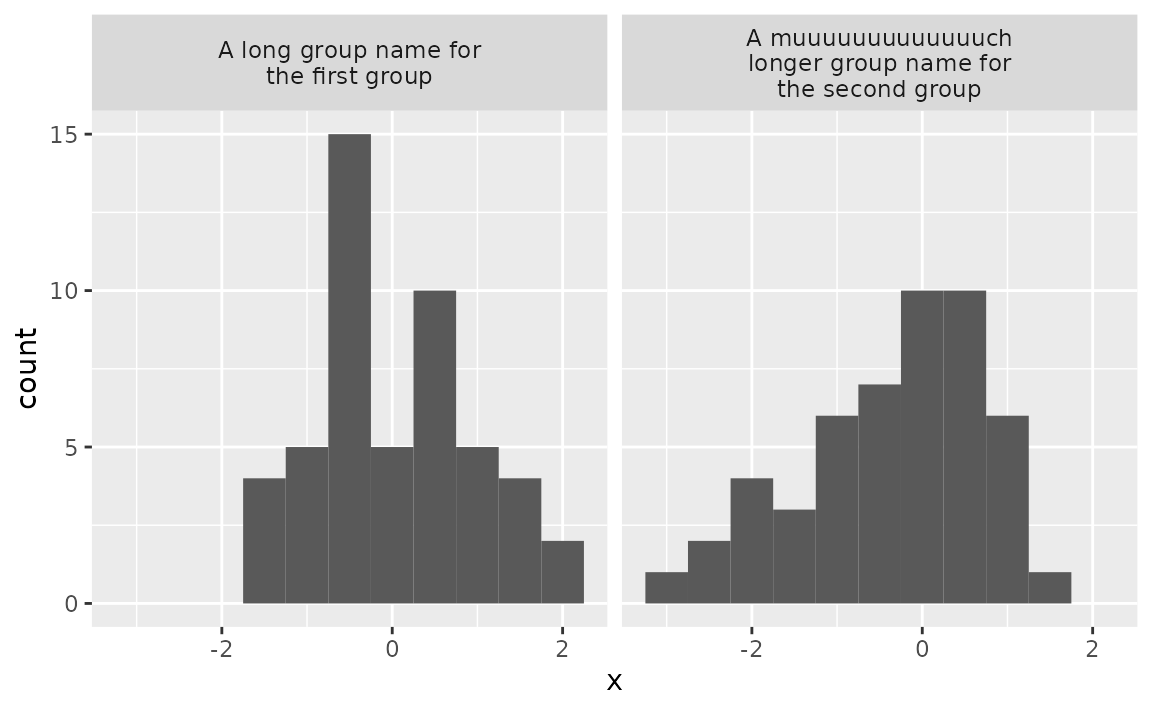 A long group name for
the first group
A muuuuuuuuuuuuuch
longer group name for
the second group
15
10
5
0
count
-2
0
2
-2
0
2
x